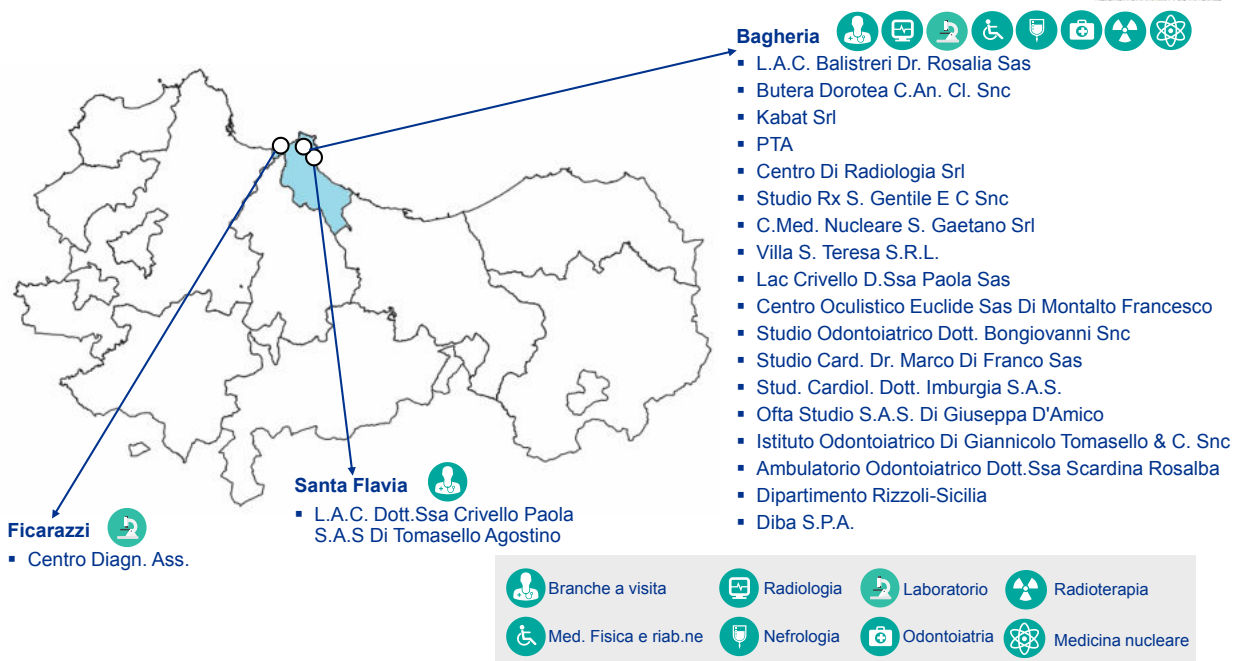 Bagheria
▪ L.A.C. Balistreri Dr. Rosalia Sas
▪ Butera Dorotea C.An. Cl. Snc
▪ Kabat Srl
▪ PTA
▪ Centro Di Radiologia Srl
▪ Studio Rx S. Gentile E C Snc
▪ C.Med. Nucleare S. Gaetano Srl
▪ Villa S. Teresa S.R.L.
▪ Lac Crivello D.Ssa Paola Sas
▪ Centro Oculistico Euclide Sas Di Montalto Francesco
▪ Studio Odontoiatrico Dott. Bongiovanni Snc
▪ Studio Card. Dr. Marco Di Franco Sas
▪ Stud. Cardiol. Dott. Imburgia S.A.S.
▪ Ofta Studio S.A.S. Di Giuseppa D'Amico
▪ Istituto Odontoiatrico Di Giannicolo Tomasello & C. Snc
▪ Ambulatorio Odontoiatrico Dott.Ssa Scardina Rosalba
▪ Dipartimento Rizzoli-Sicilia
▪ Diba S.P.A.
Santa Flavia
▪ L.A.C. Dott.Ssa Crivello Paola
S.A.S Di Tomasello Agostino
Ficarazzi
▪ Centro Diagn. Ass.
Branche a visita
Radiologia
Laboratorio
Radioterapia
Med. Fisica e riab.ne
Nefrologia
Odontoiatria
Medicina nucleare